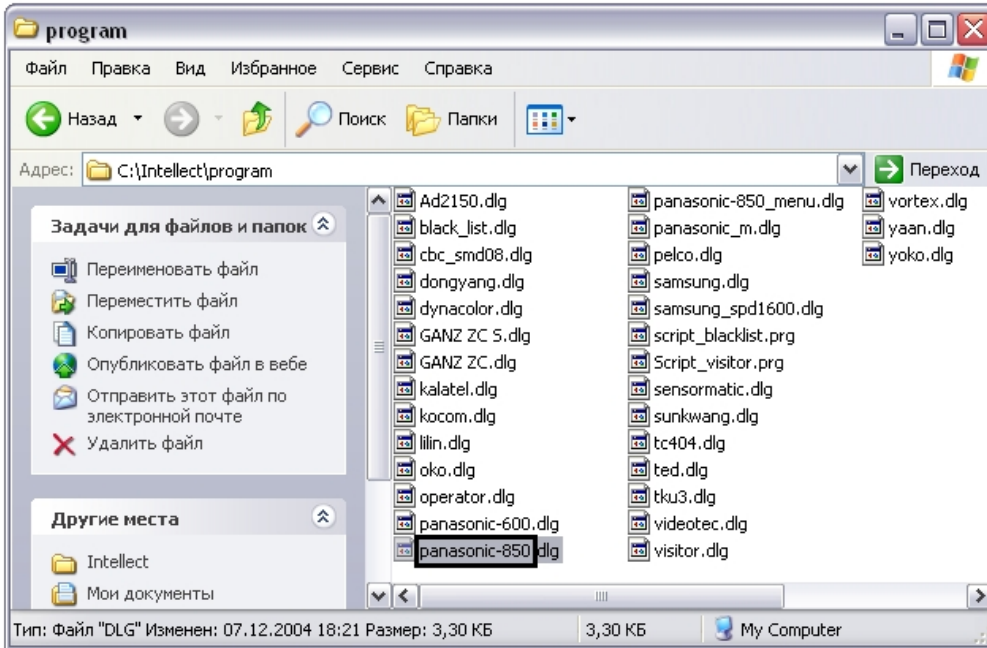 program
Файл Правка Вид Избранное Сервис Справка
Назад Поиск Папки
Адрес: C:\Intellect\program Переход
Задачи для файлов и папок
Переименовать файл
Переместить файл
Копировать файл
Опубликовать файл в вебе
Отправить этот файл по
электронной почте
Удалить файл
Другие места
Intellect
Мои документы
Ad2150.dlg
black_list.dlg
cbc_smd08.dlg
dongyang.dlg
dynacolor.dlg
GANZ ZC S.dlg
GANZ ZC.dlg
kalatel.dlg
kocom.dlg
lilin.dlg
oko.dlg
operator.dlg
panasonic-600.dlg
panasonic-850.dlg
panasonic-850_menu.dlg
panasonic_m.dlg
pelco.dlg
samsung.dlg
samsung_spd1600.dlg
script_blacklist.prg
Script_visitor.prg
sensormatic.dlg
sunkwang.dlg
tc404.dlg
ted.dlg
tku3.dlg
videotec.dlg
visitor.dlg
vortex.dlg
yaan.dlg
yoko.dlg
Тип: Файл "DLG" Изменен: 07.12.2004 18:21 Размер: 3,30 КБ 3,30 КБ My Computer